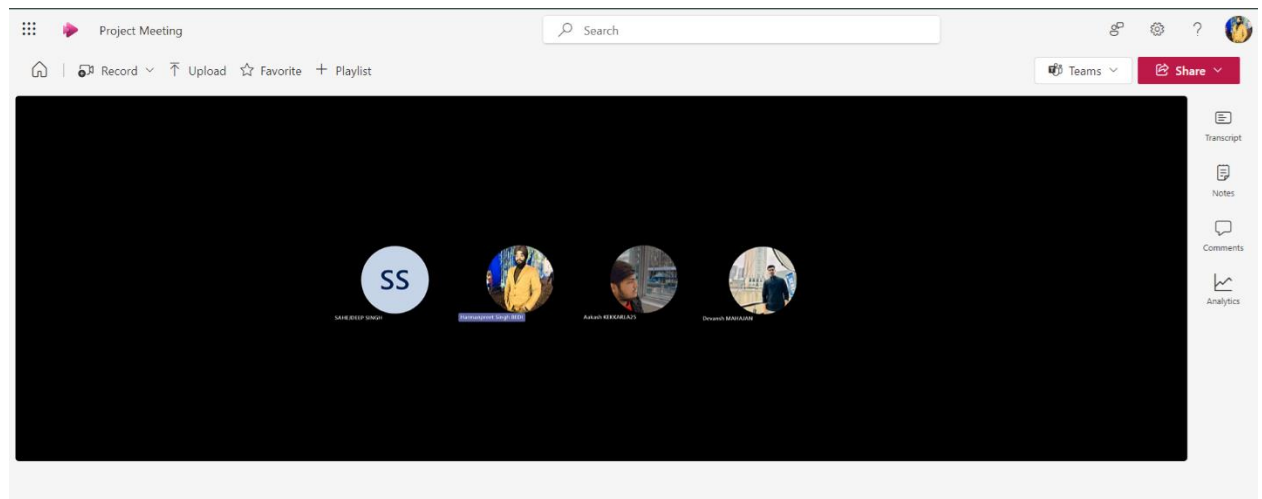 Project Meeting
Search
?
Record
Upload
Favorite
+ Playlist
Teams
Share
Transcript
Notes
Comments
Analytics
SS
SAHEJDEEP SINGH
Harmanpreet Singh BEDI
Aakash KEKKARLA25
Devansh MAHAJAN